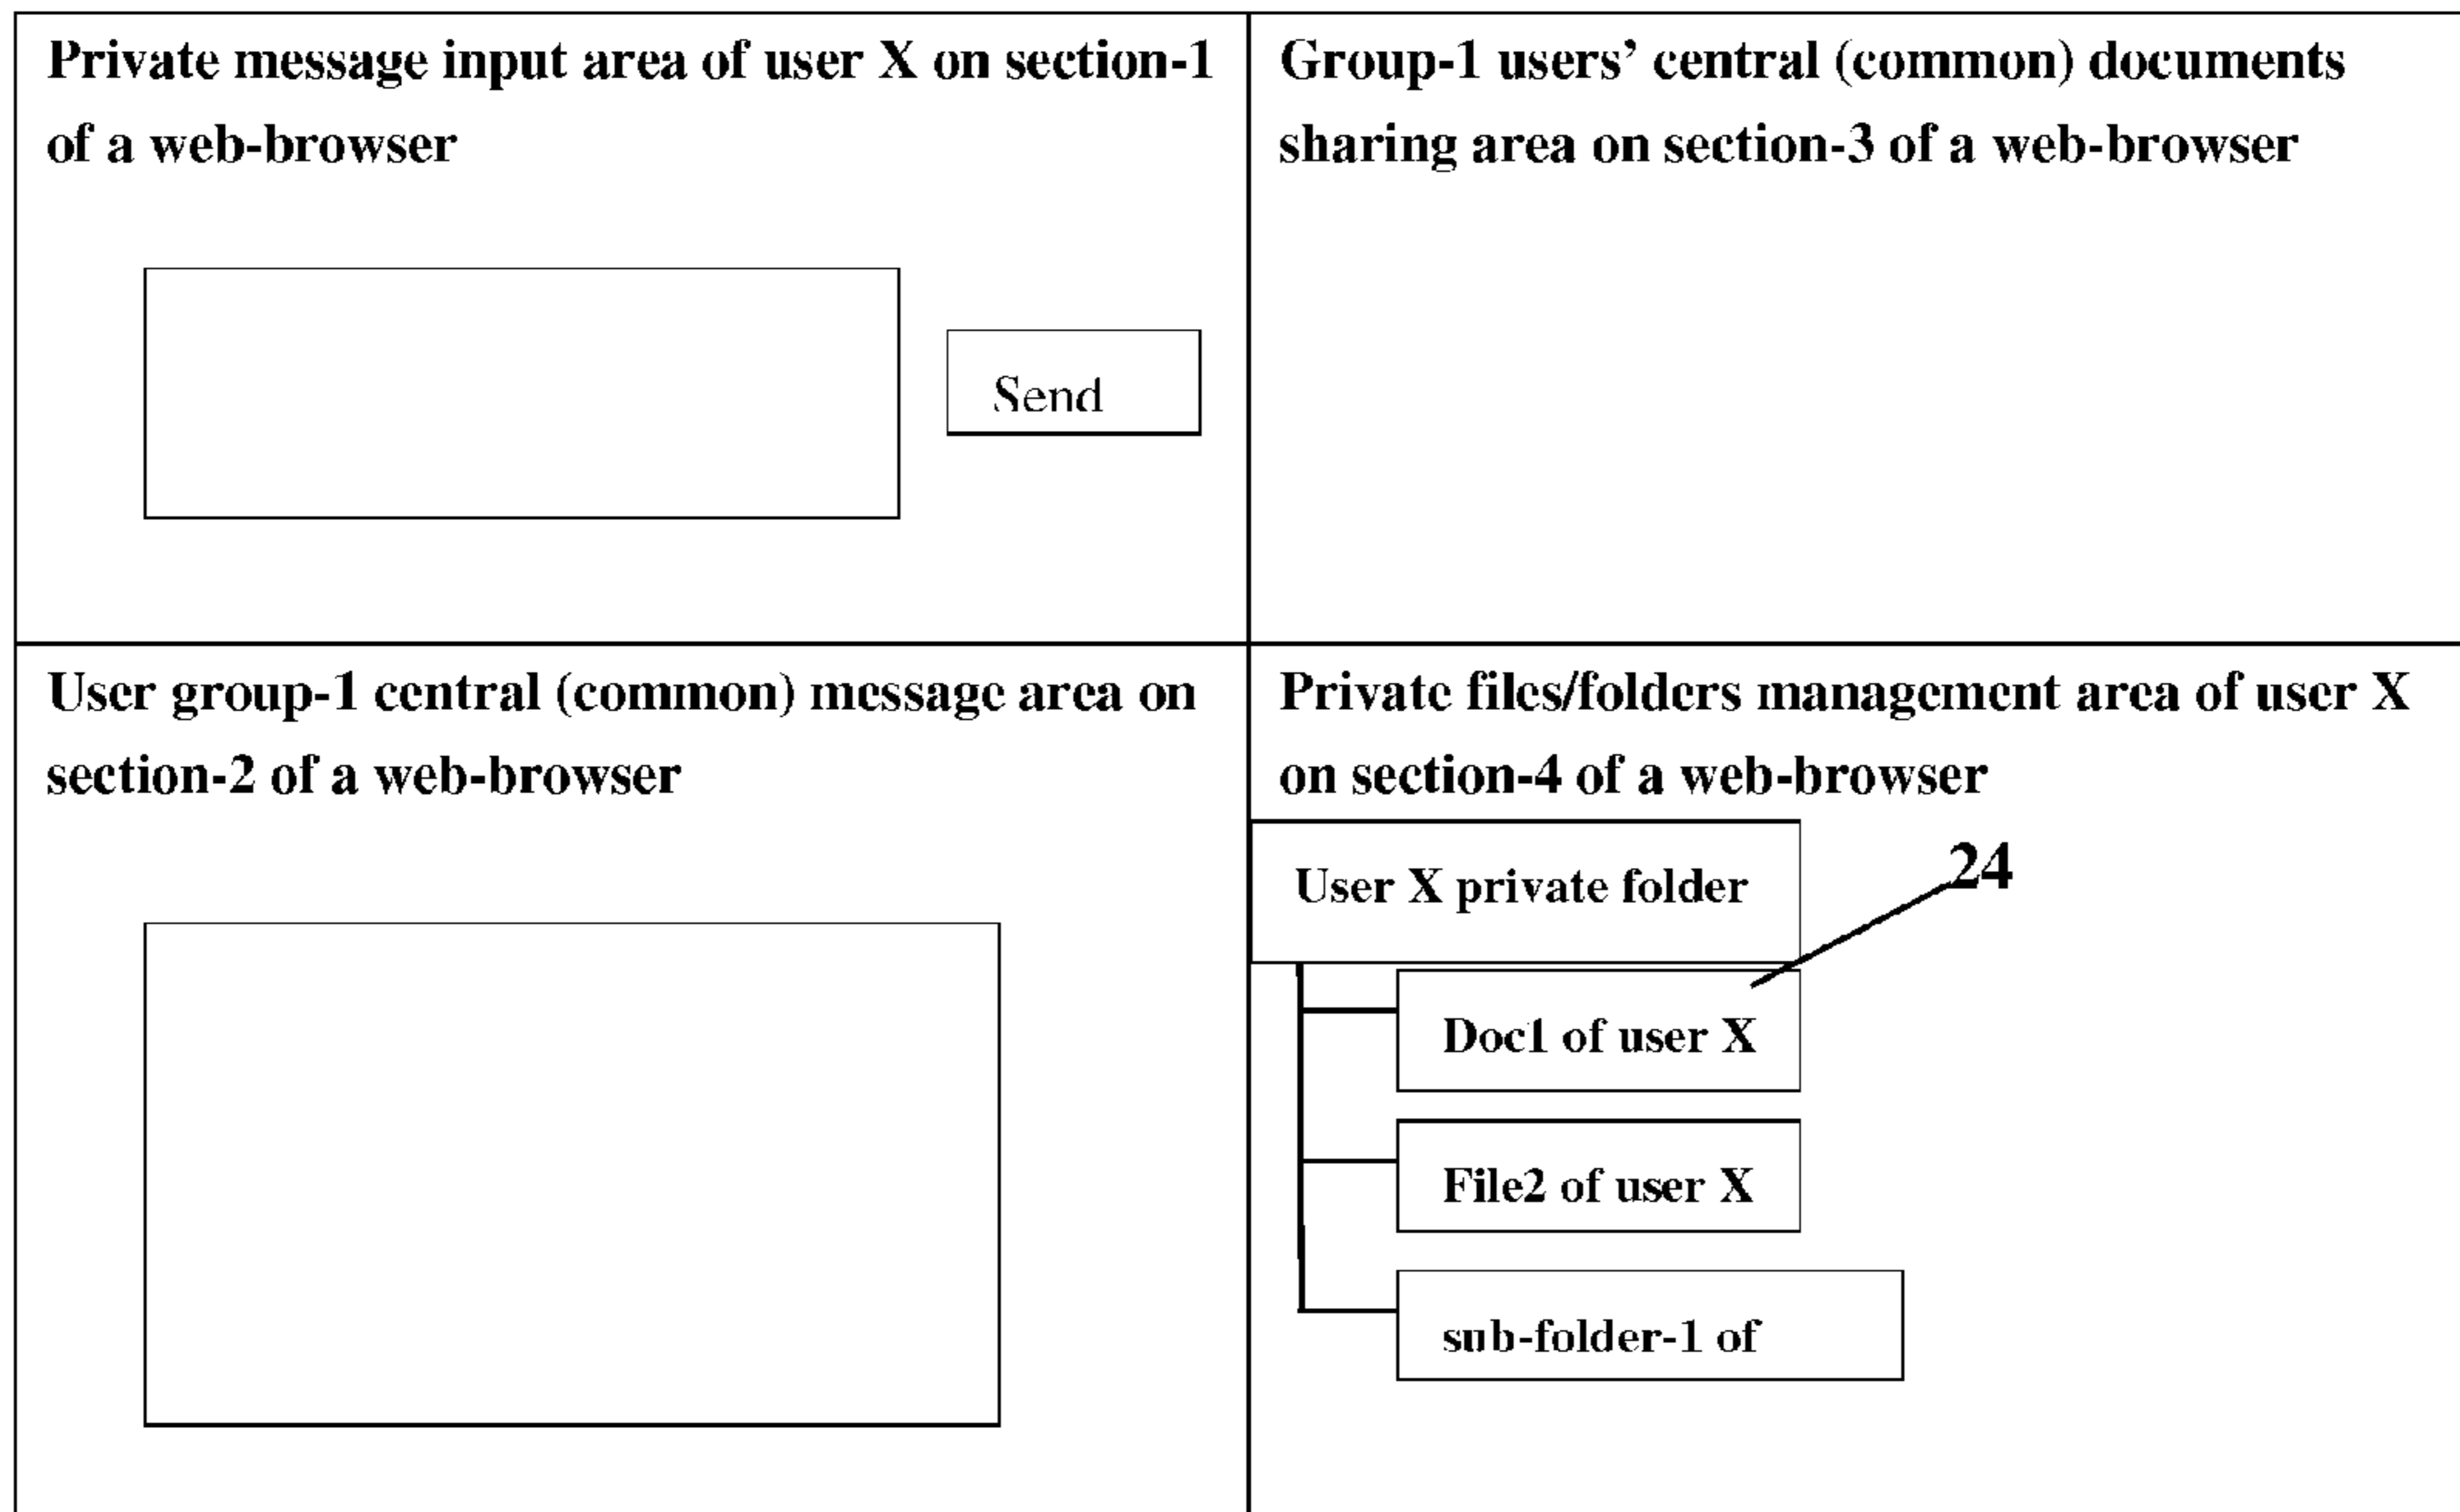 Private message input area of user X on section-1
of a web-browser
Send
Group-1 users’ central (common) documents
sharing area on section-3 of a web-browser
User group-1 central (common) message area on
section-2 of a web-browser
Private files/folders management area of user X
on section-4 of a web-browser
User X private folder
24
Doc1 of user X
File2 of user X
sub-folder-1 of